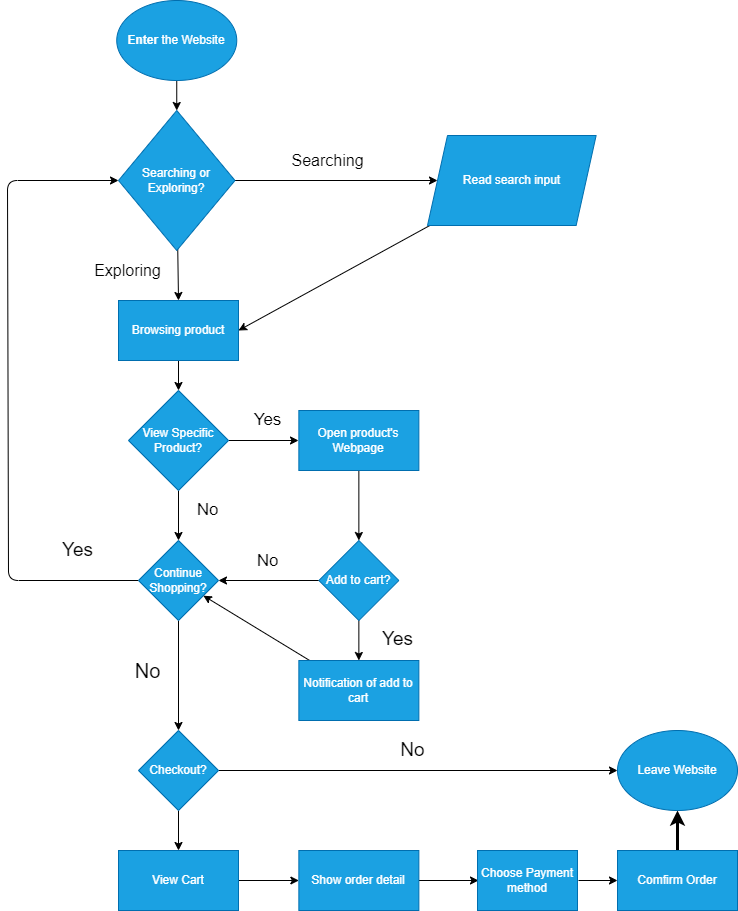 Enter the Website
Searching or
Exploring?
Searching
Read search input
Exploring
Browsing product
View Specific
Product?
Yes
Open product's
Webpage
No
Yes
Continue
Shopping?
No
Add to cart?
Yes
Notification of add to
cart
No
Checkout?
No
Leave Website
View Cart
Show order detail
Choose Payment
method
Comfirm Order